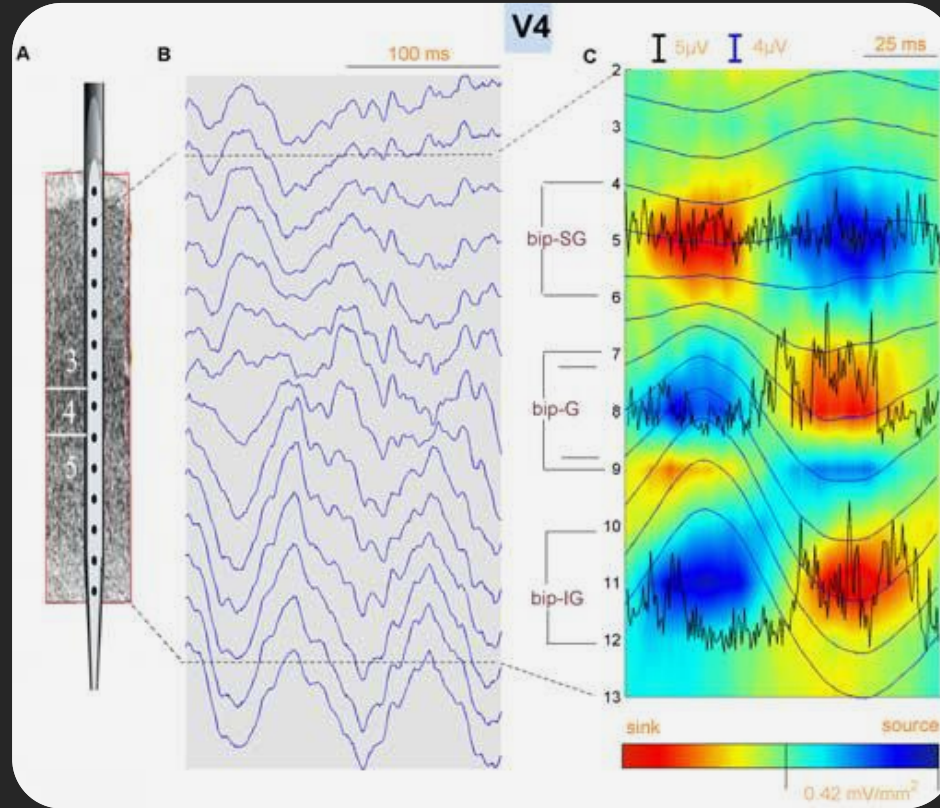 V4
A
B
100 ms
C
5µV
4µV
25 ms
2
3
4
bip-SG
5
6
7
bip-G
8
9
10
bip-IG
11
12
13
3
4
5
sink
source
0.42 mV/mm²